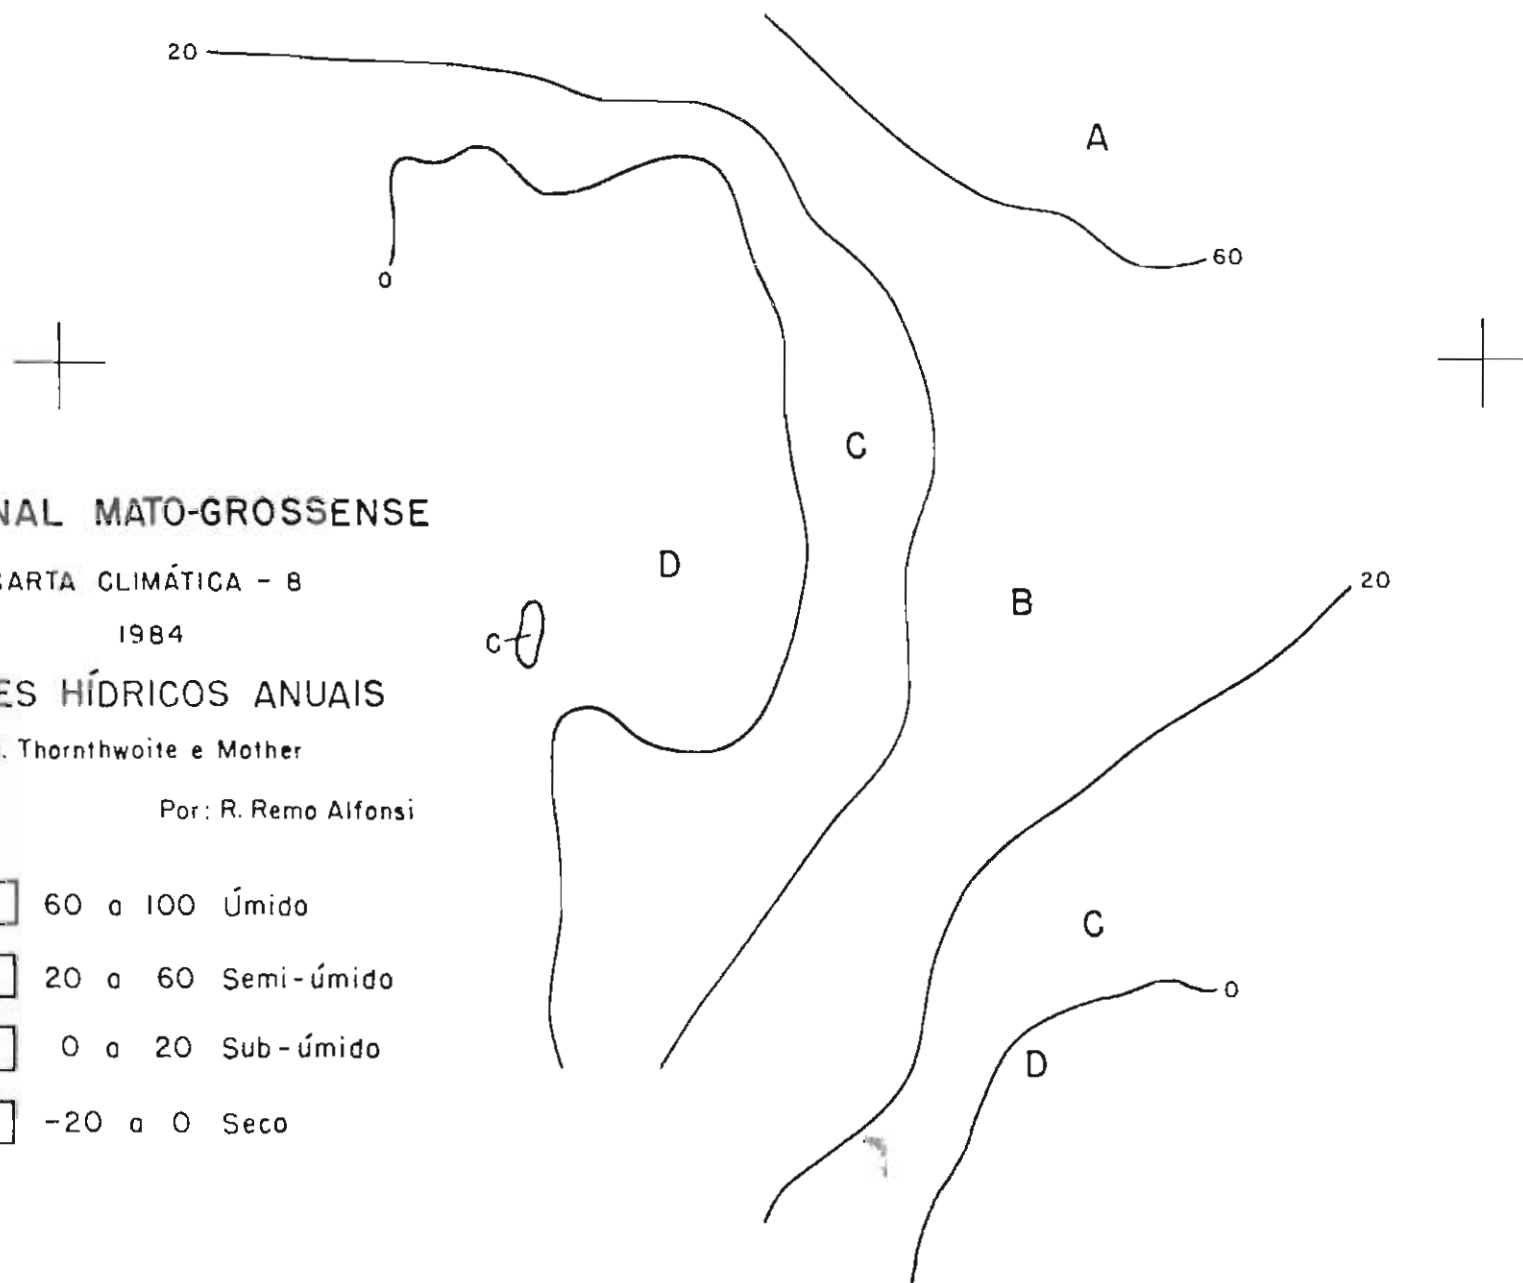 20
A
60
0
C
NAL MATO-GROSSENSE
CARTA CLIMÁTICA - B
1984
D
B
20
C
ES HÍDRICOS ANUAIS
. Thornthwoite e Mother
Por: R. Remo Alfonsi
60 a 100 Úmido
20 a 60 Semi-úmido
C
0
0 a 20 Sub-úmido
D
-20 a 0 Seco